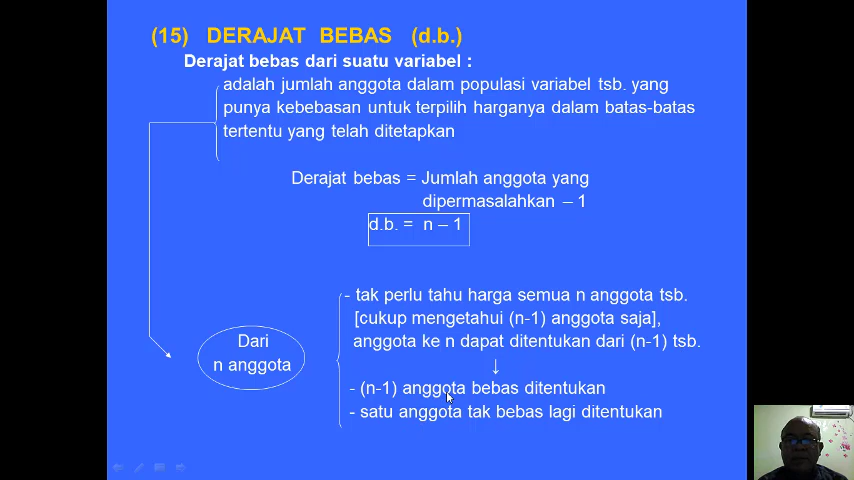 (15) DERAJAT BEBAS (d.b.)
Derajat bebas dari suatu variabel :
adalah jumlah anggota dalam populasi variabel tsb. yang
punya kebebasan untuk terpilih harganya dalam batas-batas
tertentu yang telah ditetapkan
Derajat bebas = Jumlah anggota yang
dipermasalahkan – 1
d.b. = n – 1
Dari
n anggota
- tak perlu tahu harga semua n anggota tsb.
[cukup mengetahui (n-1) anggota saja],
anggota ke n dapat ditentukan dari (n-1) tsb.
↓
- (n-1) anggota bebas ditentukan
- satu anggota tak bebas lagi ditentukan